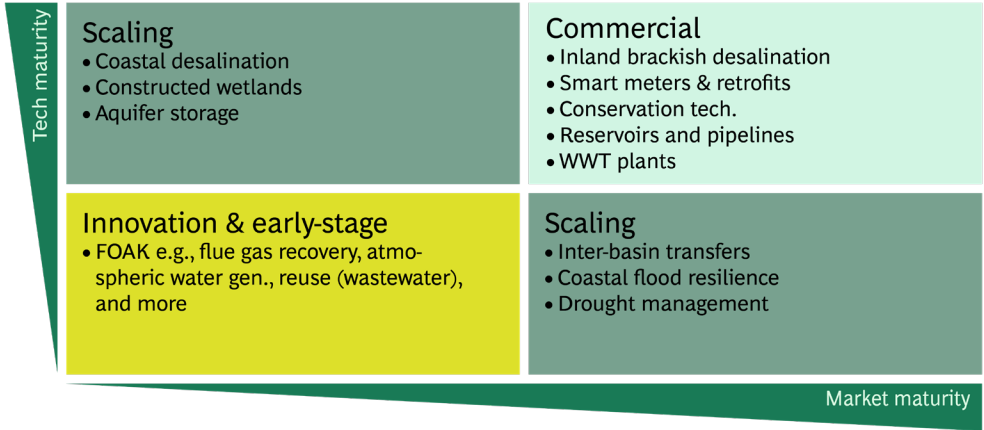 Tech maturity
Scaling
• Coastal desalination
• Constructed wetlands
• Aquifer storage
Commercial
• Inland brackish desalination
• Smart meters & retrofits
• Conservation tech.
• Reservoirs and pipelines
• WWT plants
Innovation & early-stage
• FOAK e.g., flue gas recovery, atmo-
spheric water gen., reuse (wastewater),
and more
Scaling
• Inter-basin transfers
• Coastal flood resilience
• Drought management
Market maturity